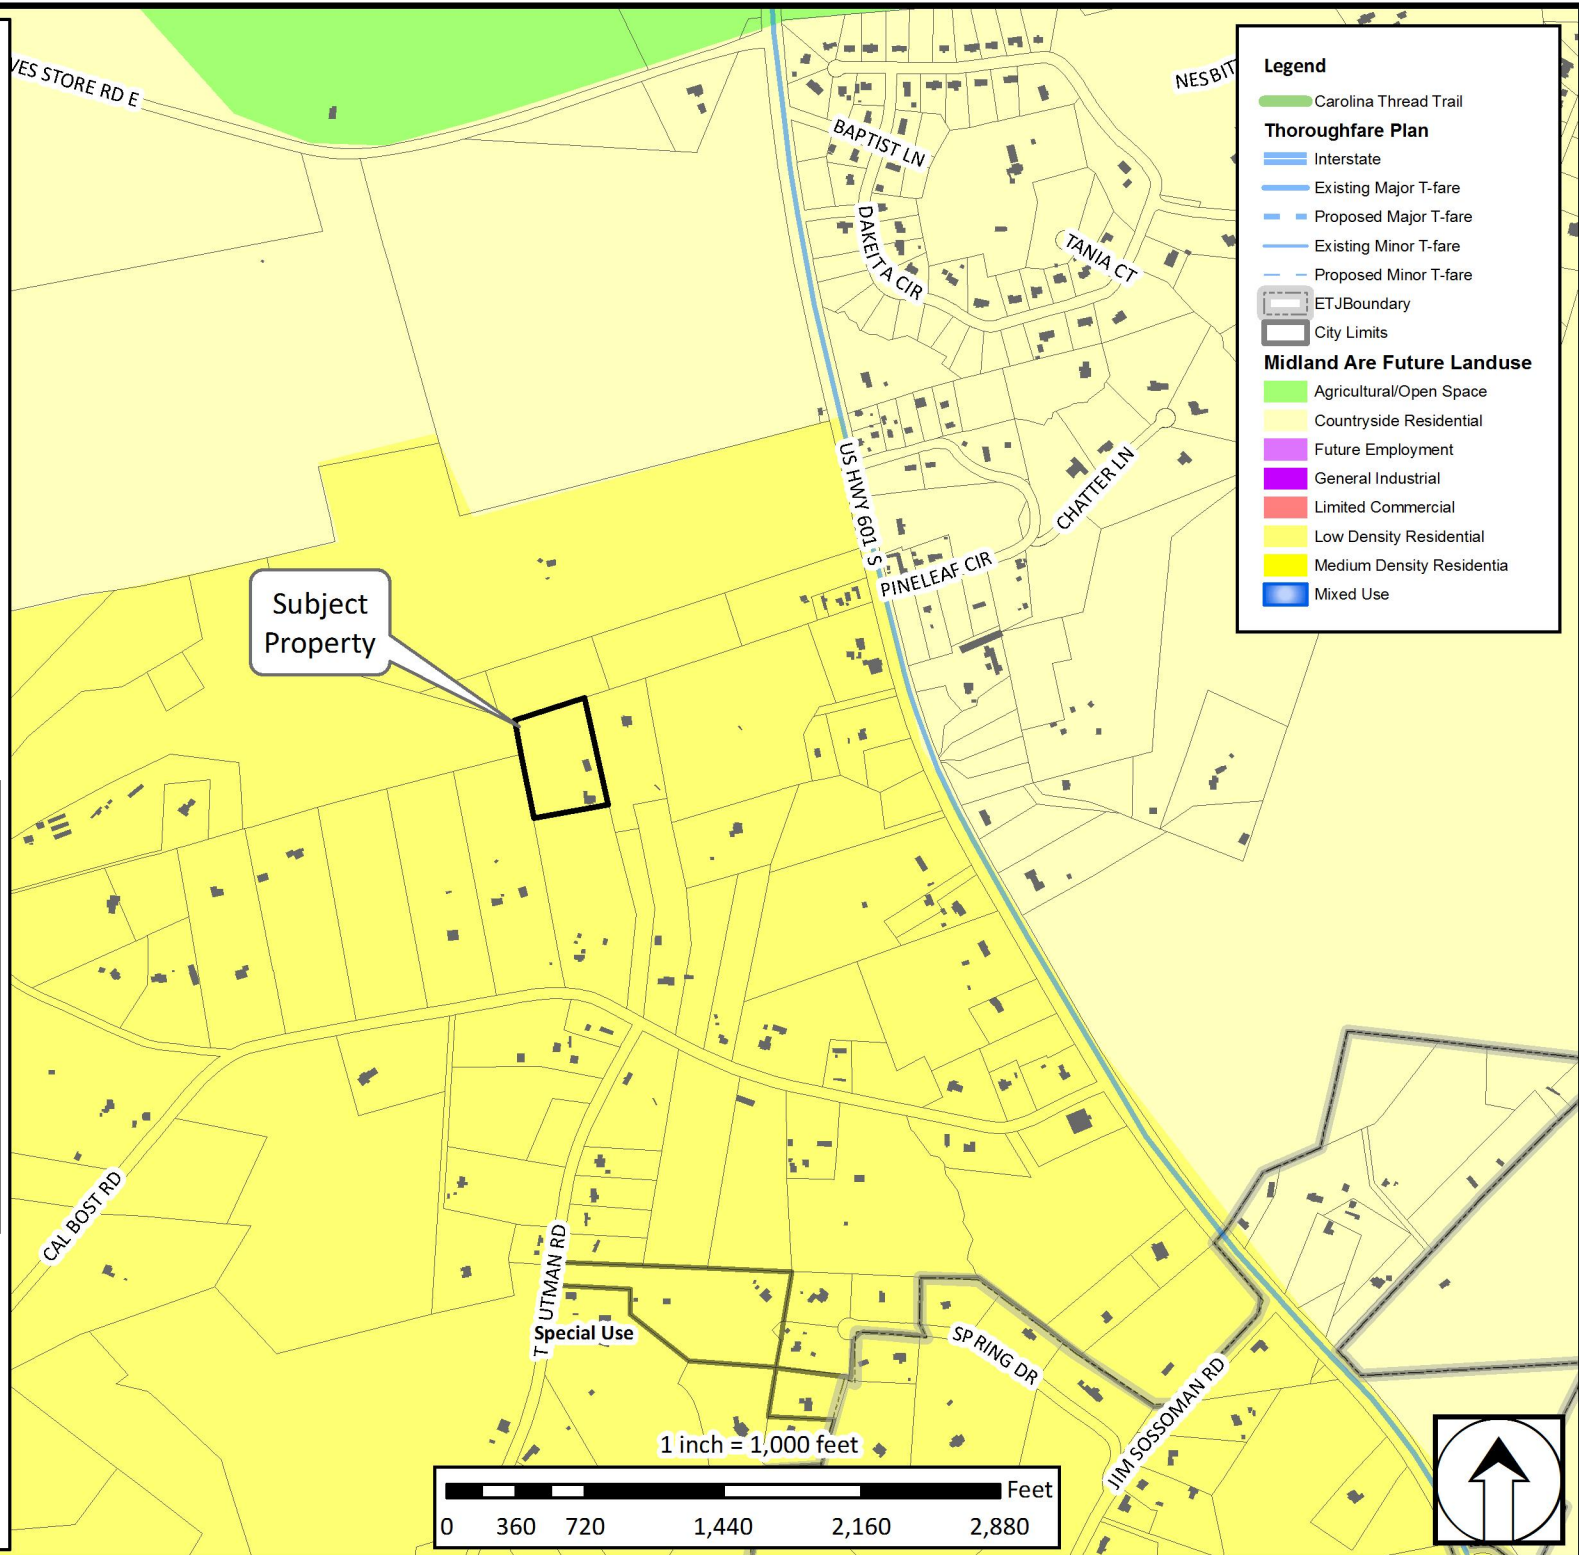 VES STORE RD E
NESBIT
BAPTIST LN
DAKEITA CIR
TANIA CT
US HWY 601 S
CHATTER LN
PINELEAF CIR
Subject
Property
CAL BOST RD
UTMAN RD
Special Use
SPRING DR
JIM SOSSOMAN RD
Legend
Carolina Thread Trail
Thoroughfare Plan
Interstate
Existing Major T-fare
Proposed Major T-fare
Existing Minor T-fare
Proposed Minor T-fare
ETJBoundary
City Limits
Midland Are Future Landuse
Agricultural/Open Space
Countryside Residential
Future Employment
General Industrial
Limited Commercial
Low Density Residential
Medium Density Residentia
Mixed Use
1 inch = 1,000 feet
Feet
0 360 720 1,440 2,160 2,880